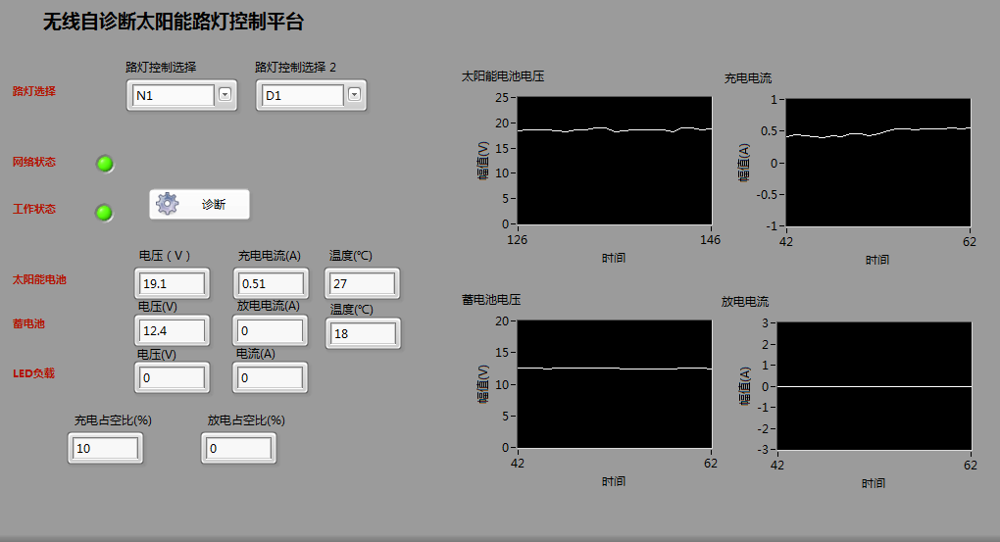 无线自诊断太阳能路灯控制平台
路灯控制选择 路灯控制选择 2
路灯选择 N1 D1
网络状态
工作状态 诊断
电压（V） 充电电流(A) 温度(℃)
太阳能电池 19.1 0.51 27
电压(V) 放电电流(A) 温度(℃)
蓄电池 12.4 0 18
电压(V) 电流(A)
LED负载 0 0
充电占空比(%) 放电占空比(%)
10 0
太阳能电池电压
幅值(V)
25
20
15
10
5
0
126 146
时间
充电电流
幅值(A)
1
0.5
0
-0.5
-1
42 62
时间
蓄电池电压
幅值(V)
20
15
10
5
0
42 62
时间
放电电流
幅值(A)
3
2
1
0
-1
-2
-3
42 62
时间